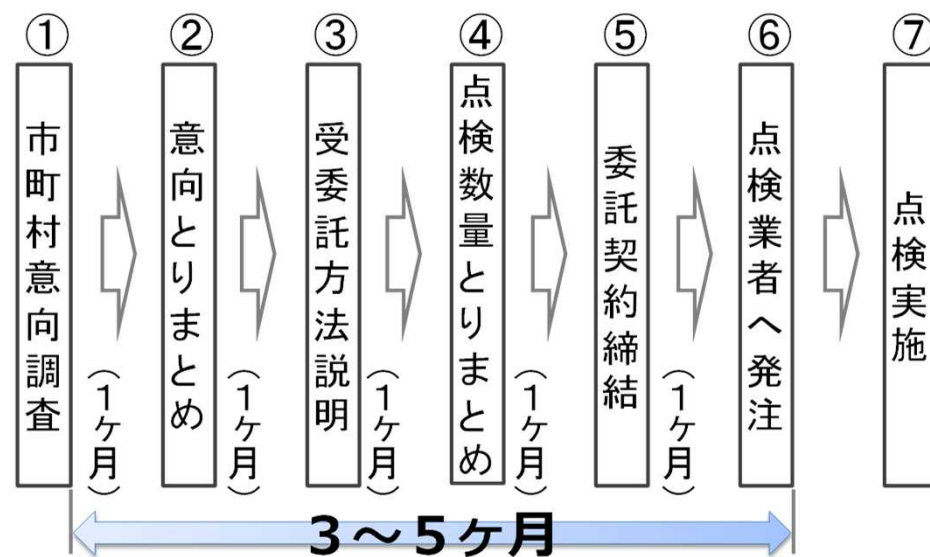 ①
市町村意向調査
(1ヶ月)
②
意向とりまとめ
(1ヶ月)
③
受委託方法説明
(1ヶ月)
④
点検数量とりまとめ
(1ヶ月)
⑤
委託契約締結
(1ヶ月)
⑥
点検業者へ発注
⑦
点検実施
3～5ヶ月